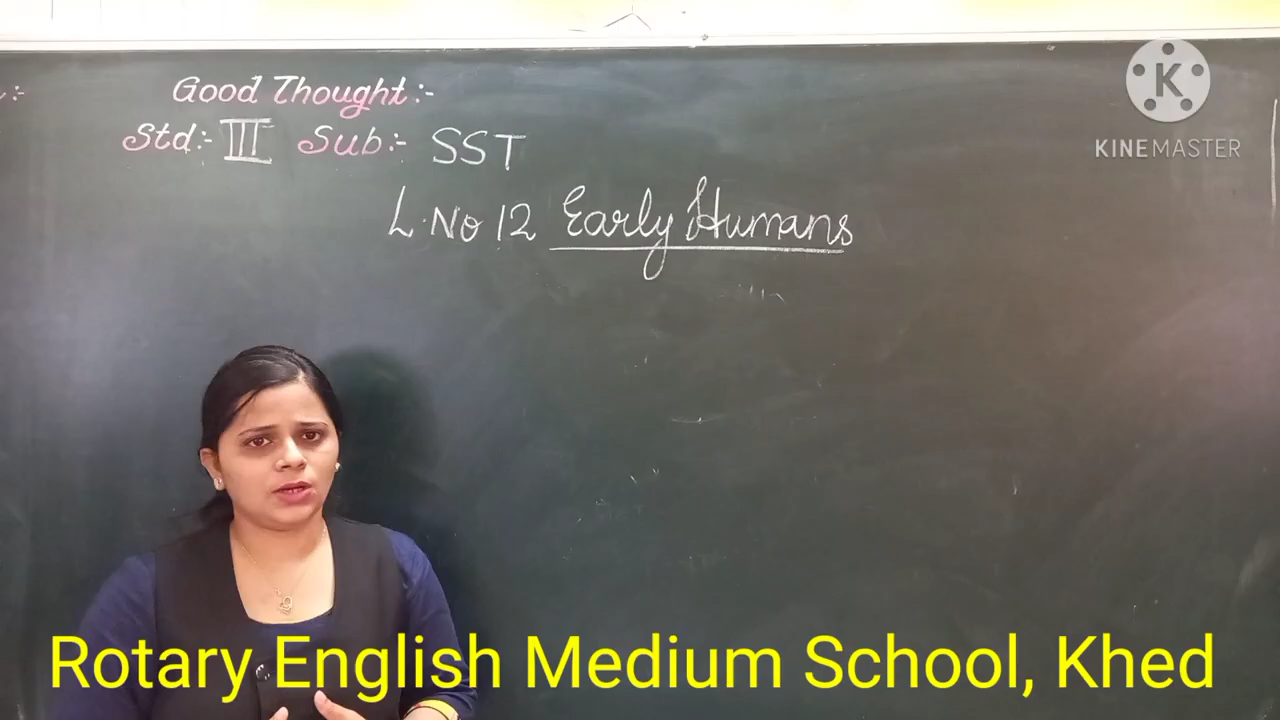 Good Thought :-
Std:- III Sub:- SST
L.No 12 Early Humans
K
KINEMASTER
Rotary English Medium School, Khed